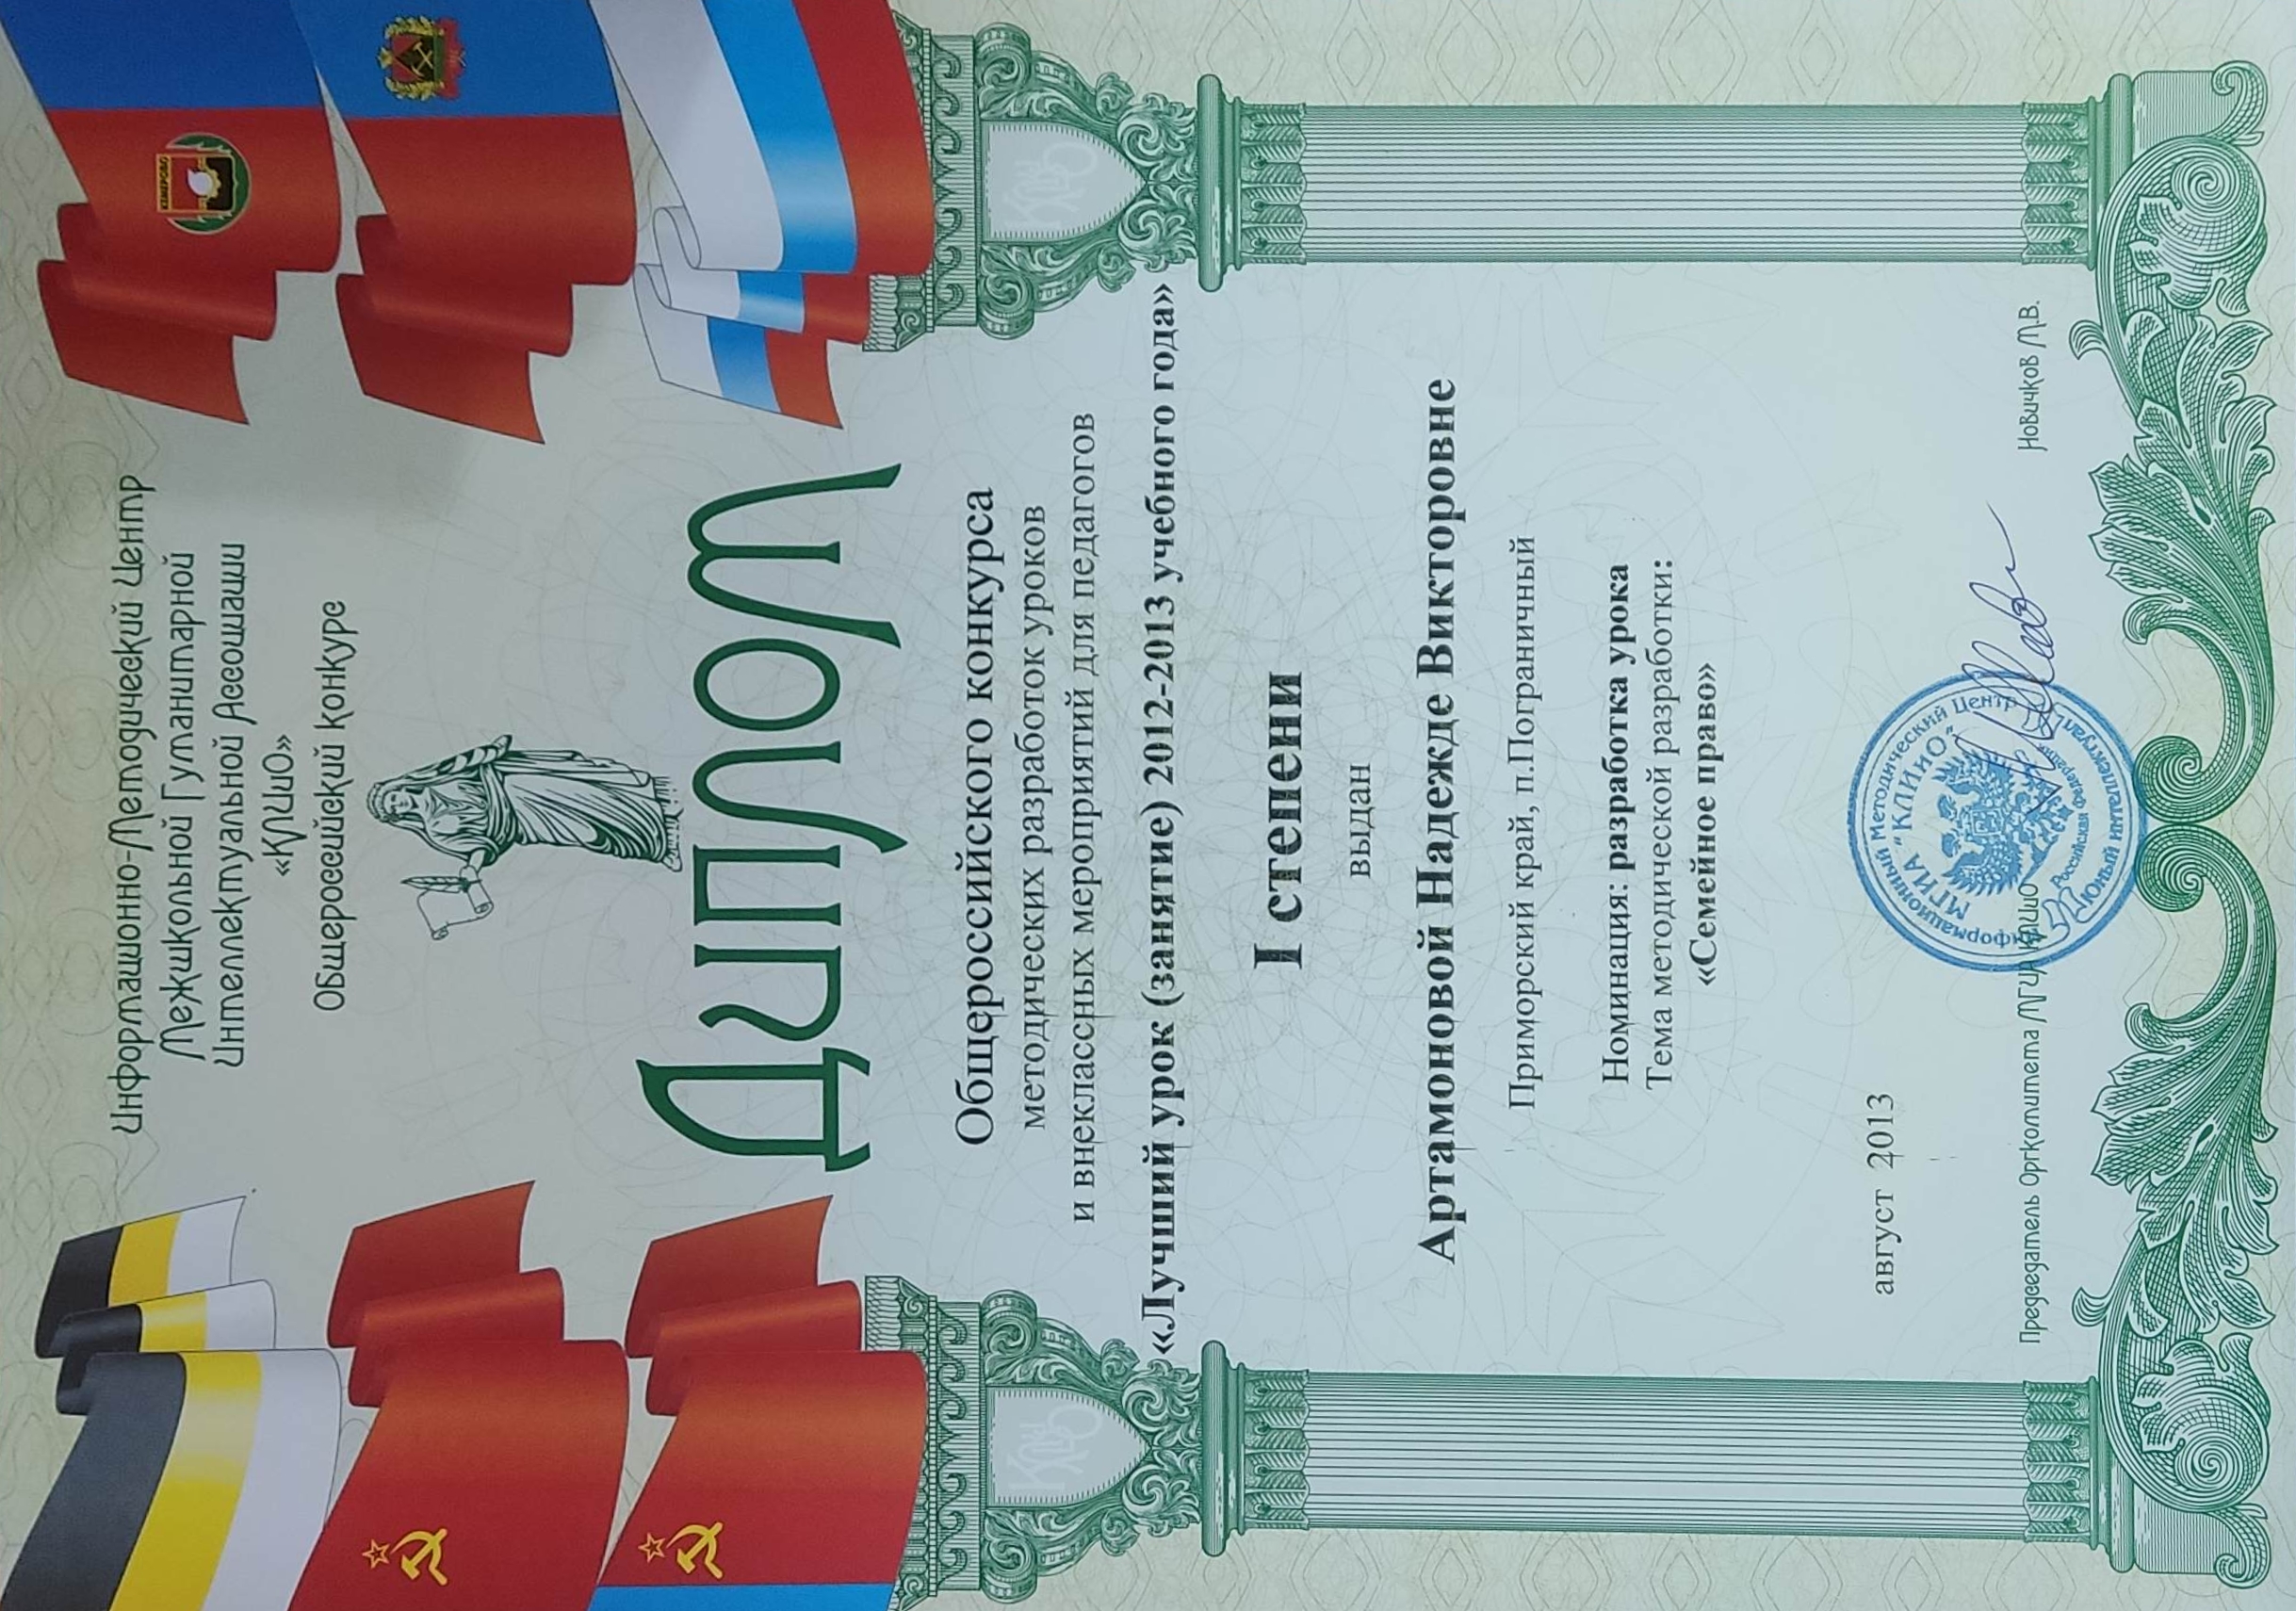 Информационно-Методический Центр
Межшкольной Гуманитарной
Интеллектуальной Ассоциации
«КЛИиО»
Общероссийский конкурс
КЕМЕРОВО
Диплом
Общероссийского конкурса
методических разработок уроков
и внеклассных мероприятий для педагогов
«Лучший урок (занятие) 2012-2013 учебного года»
I степени
выдан
Артамоновой Надежде Викторовне
Приморский край, п.Пограничный
Номинация: разработка урока
Тема методической разработки:
«Семейное право»
август 2013
Информационный Методический Центр
МГИА "КЛИиО"
Российская Федерация
Юный интеллектуал
Председатель Оргкомитета МГИА КЛИиО
Новичков М.В.